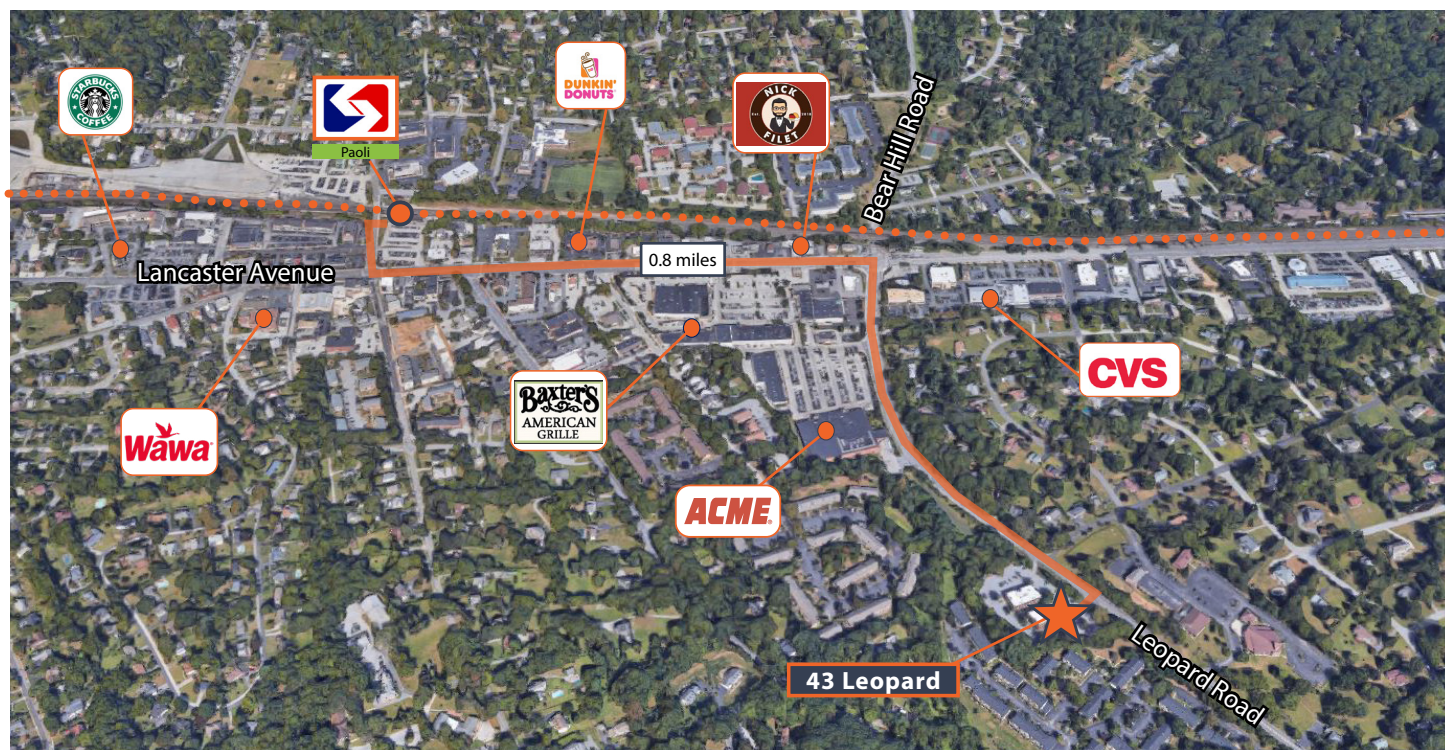 STARBUCKS
COFFEE
Paoli
DUNKIN'
DONUTS
NICK
FILET
Bear Hill Road
Lancaster Avenue
0.8 miles
Wawa
Baxter's
AMERICAN
GRILLE
CVS
ACME
43 Leopard
Leopard Road